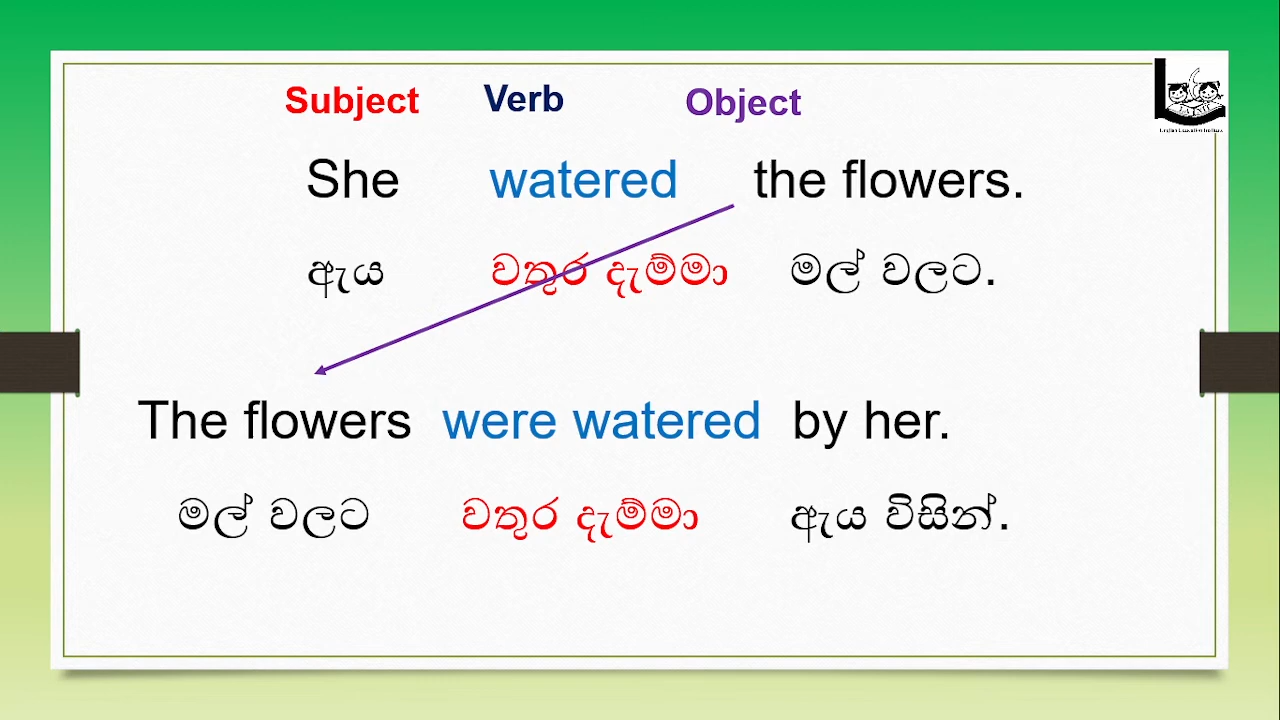 Subject Verb Object
She watered the flowers.
ඇය වතුර දැම්මා මල් වලට.
The flowers were watered by her.
මල් වලට වතුර දැම්මා ඇය විසින්.